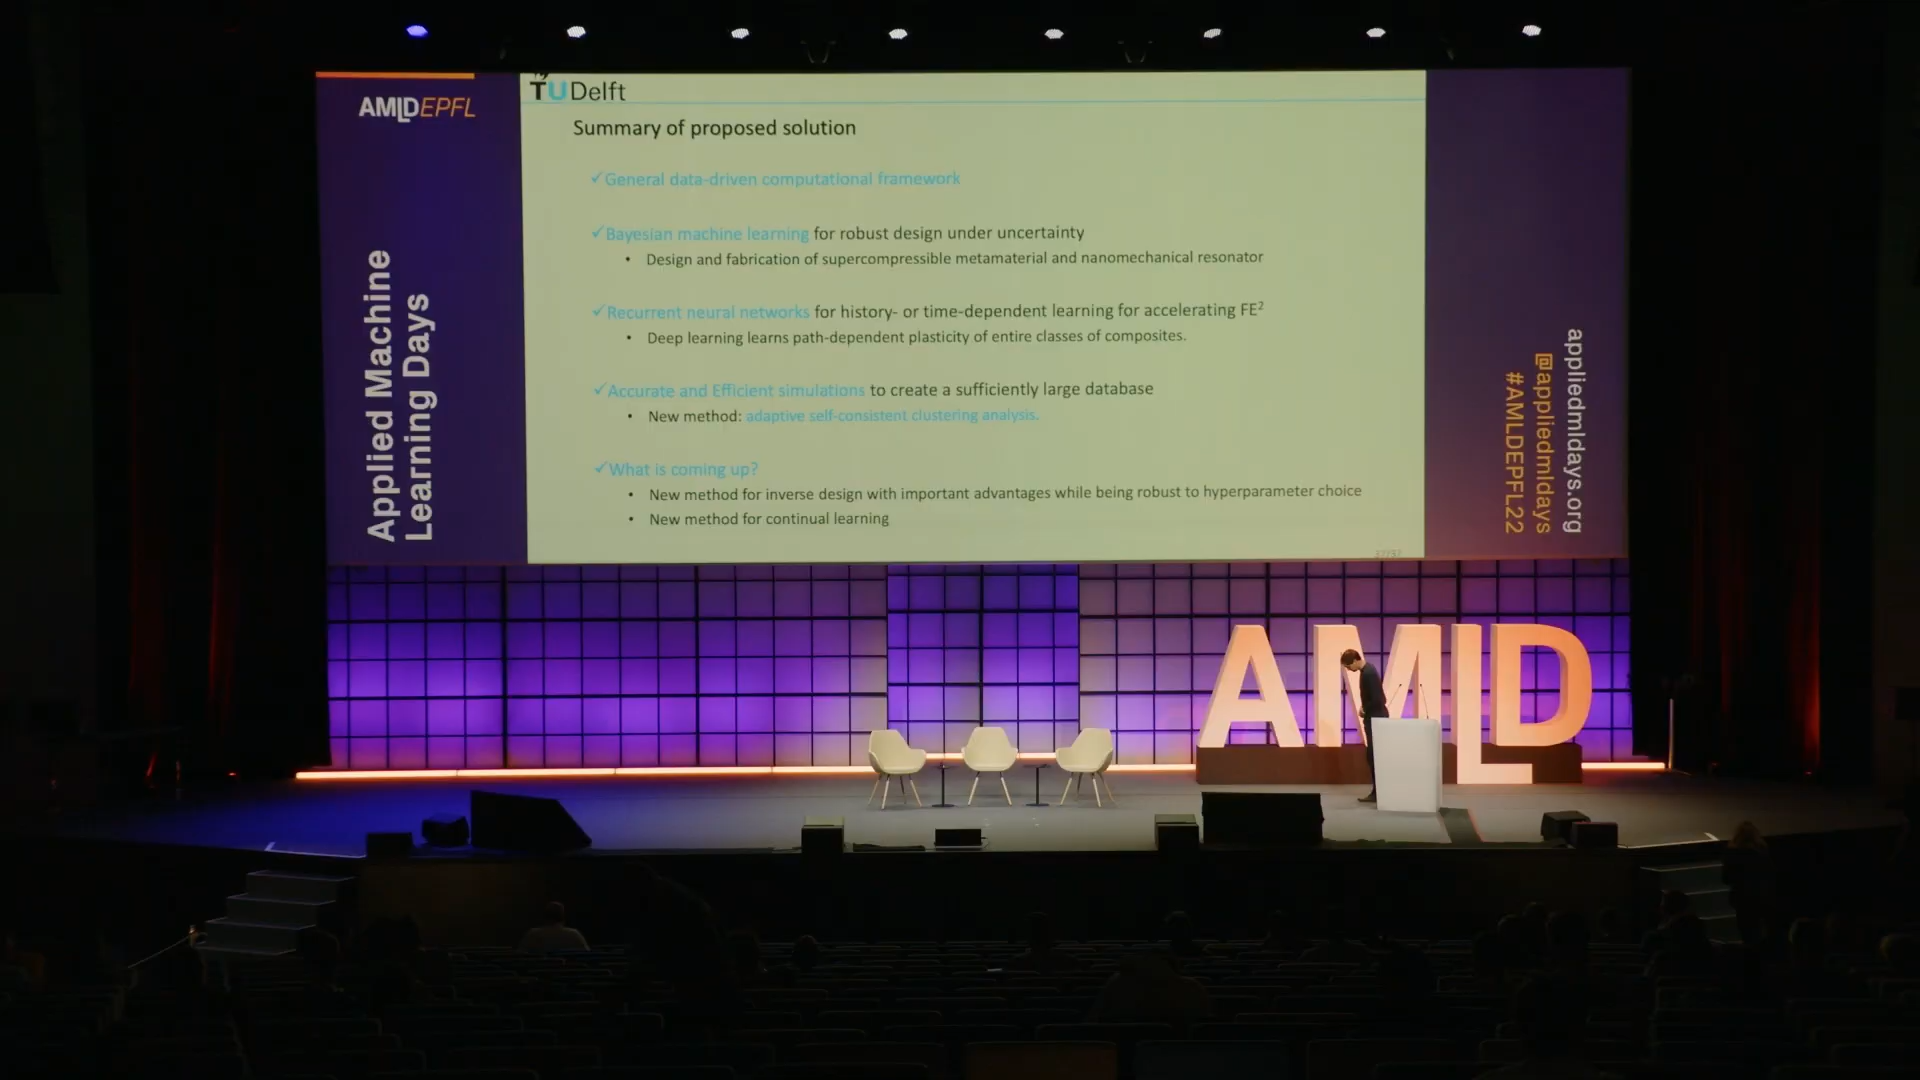 AMLDEPFL
Applied Machine
Learning Days
TUDelft
Summary of proposed solution
✓General data-driven computational framework
✓Bayesian machine learning for robust design under uncertainty
• Design and fabrication of supercompressible metamaterial and nanomechanical resonator
✓Recurrent neural networks for history- or time-dependent learning for accelerating FE²
• Deep learning learns path-dependent plasticity of entire classes of composites.
✓Accurate and Efficient simulations to create a sufficiently large database
• New method: adaptive self-consistent clustering analysis.
✓What is coming up?
• New method for inverse design with important advantages while being robust to hyperparameter choice
• New method for continual learning
appliedmldays.org
@appliedmldays
#AMLDEPFL22
AMLD